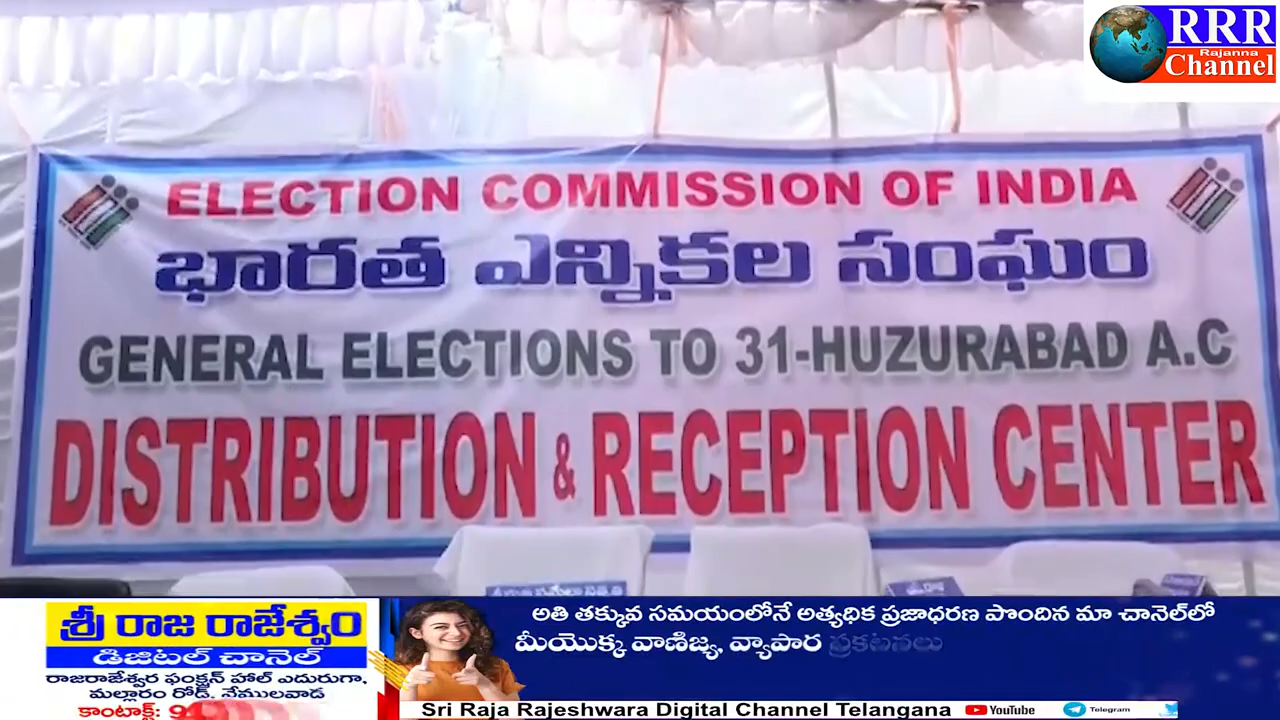 RRR
Rajanna
Channel
ELECTION COMMISSION OF INDIA
భారత ఎన్నికల సంఘం
GENERAL ELECTIONS TO 31-HUZURABAD A.C
DISTRIBUTION & RECEPTION CENTER
శ్రీ రాజ రాజేశ్వరం
డిజిటల్ చానెల్
రాజరాజేశ్వర ఫంక్షన్ హాల్ ఎదురుగా,
మల్లారం రోడ్, వేములవాడ
కాంటాక్ట్: 9
అతి తక్కువ సమయంలోనే అత్యధిక ప్రజాధరణ పొందిన మా చానెల్‌లో
మీయొక్క వాణిజ్య, వ్యాపార ప్రకటనలు
Sri Raja Rajeshwara Digital Channel Telangana
YouTube
Telegram